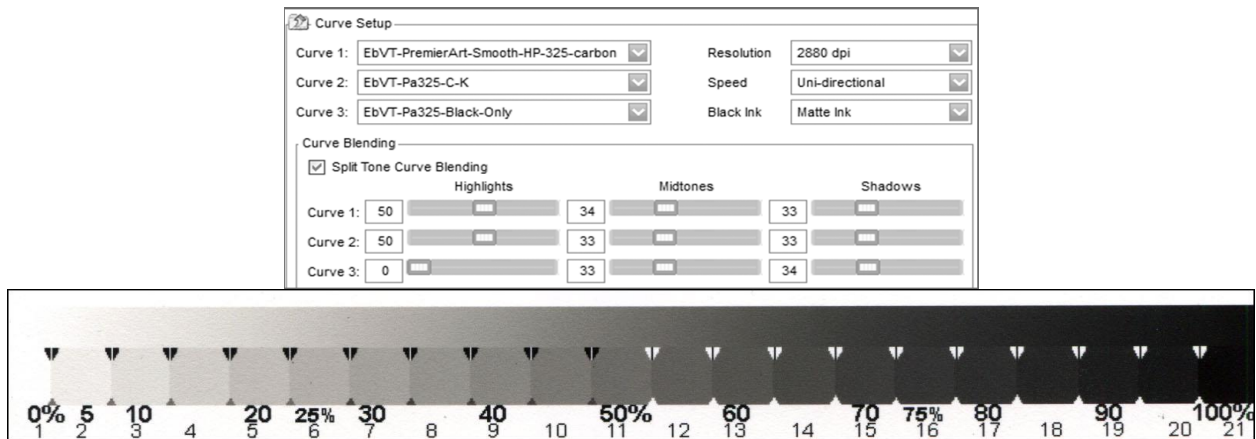 Curve Setup
Curve 1: EbVT-PremierArt-Smooth-HP-325-carbon Resolution 2880 dpi
Curve 2: EbVT-Pa325-C-K Speed Uni-directional
Curve 3: EbVT-Pa325-Black-Only Black Ink Matte Ink
Curve Blending
Split Tone Curve Blending
Highlights Midtones Shadows
Curve 1: 50 34 33
Curve 2: 50 33 33
Curve 3: 0 33 34
0% 5 10 20 25% 30 40 50% 60 70 75% 80 90 100%
1 2 3 4 5 6 7 8 9 10 11 12 13 14 15 16 17 18 19 20 21